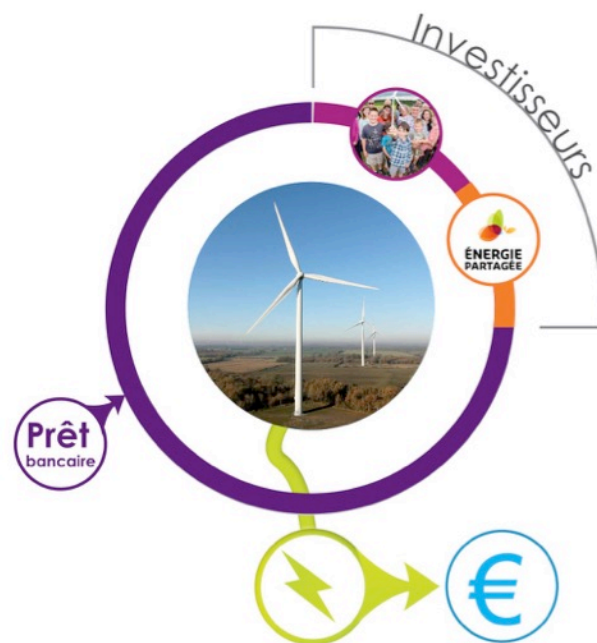 Investisseurs
ÉNERGIE
PARTAGÉE
Prêt
bancaire
€